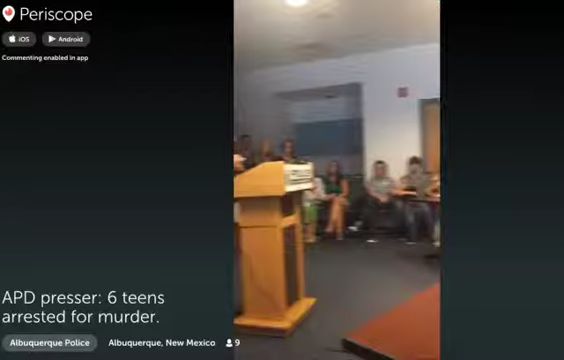 Periscope
iOS Android
Commenting enabled in app
APD presser: 6 teens
arrested for murder.
Albuquerque Police Albuquerque, New Mexico 9